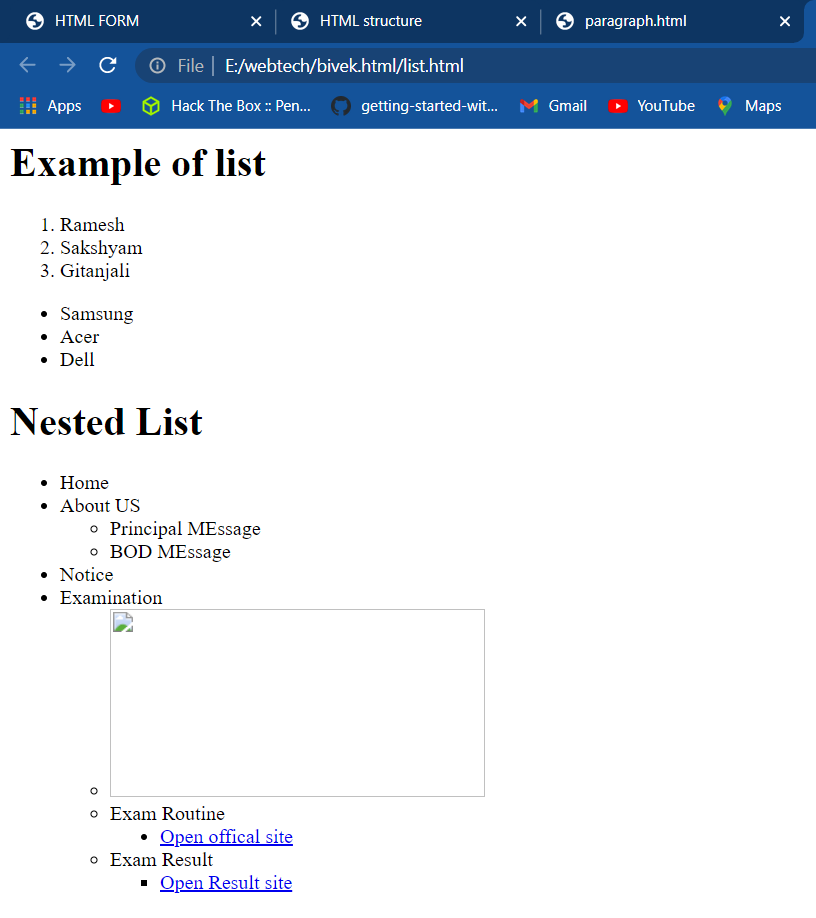 HTML FORM HTML structure paragraph.html
File | E:/webtech/bivek.html/list.html
Apps Hack The Box :: Pen... getting-started-wit... Gmail YouTube Maps
Example of list
1. Ramesh
2. Sakshyam
3. Gitanjali
• Samsung
• Acer
• Dell
Nested List
• Home
• About US
◦ Principal MEssage
◦ BOD MEssage
• Notice
• Examination
◦
◦ Exam Routine
• Open offical site
◦ Exam Result
▪ Open Result site